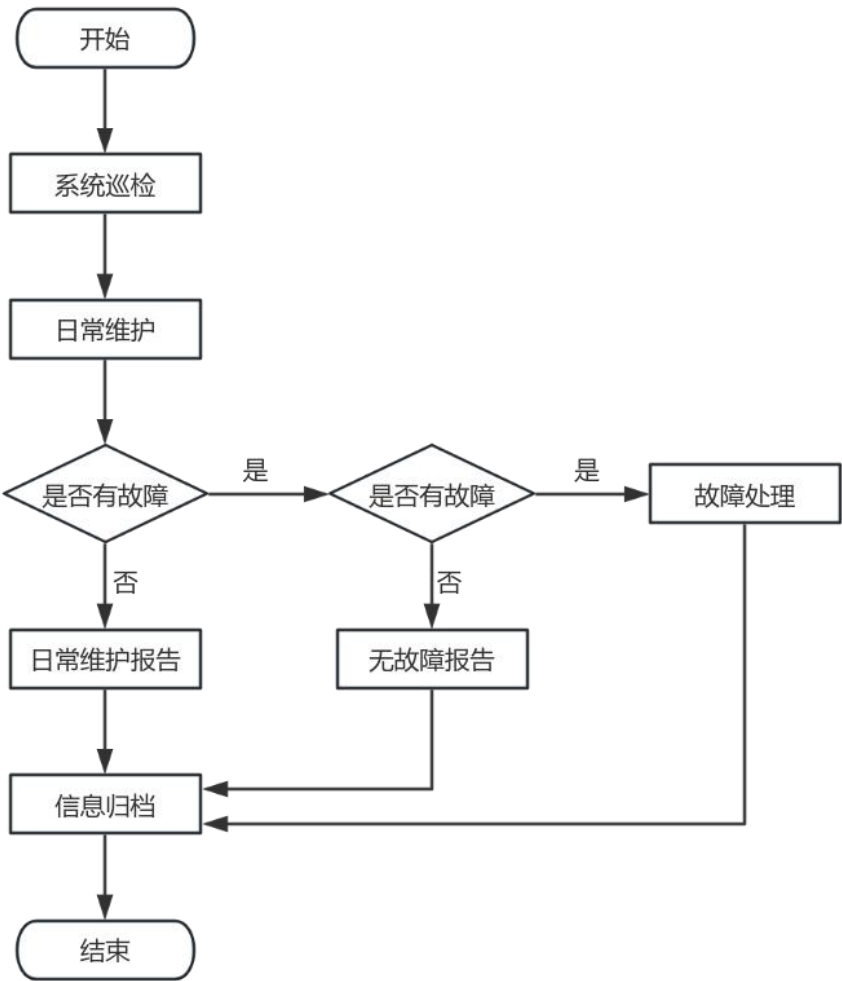 开始
系统巡检
日常维护
是否有故障
是
是否有故障
是
故障处理
否
否
日常维护报告
无故障报告
信息归档
结束